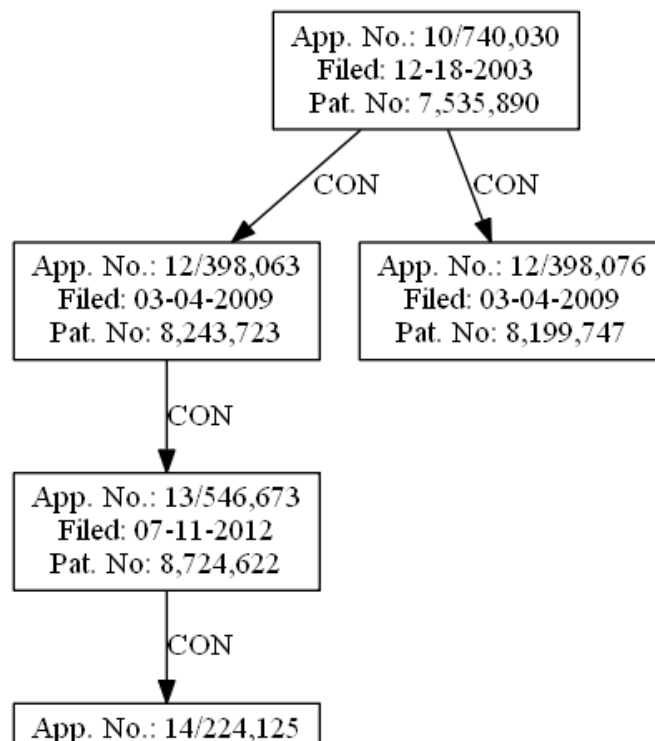 App. No.: 10/740,030
Filed: 12-18-2003
Pat. No: 7,535,890
CON
CON
App. No.: 12/398,063
Filed: 03-04-2009
Pat. No: 8,243,723
App. No.: 12/398,076
Filed: 03-04-2009
Pat. No: 8,199,747
CON
App. No.: 13/546,673
Filed: 07-11-2012
Pat. No: 8,724,622
CON
App. No.: 14/224,125